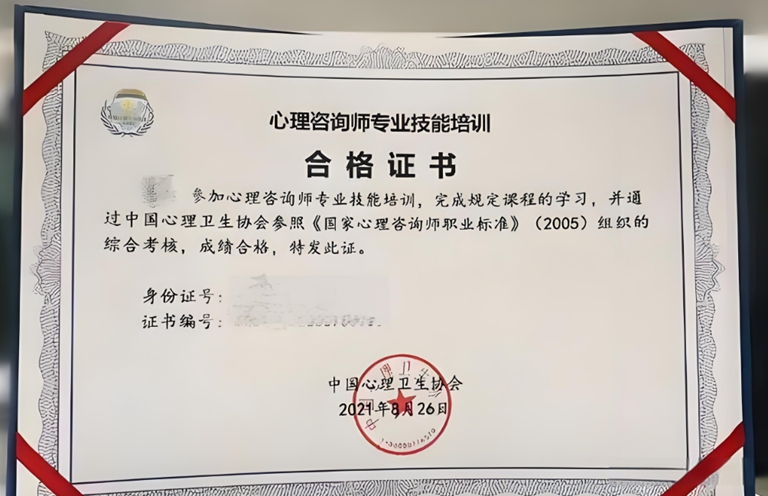 心理咨询师专业技能培训
合格证书
参加心理咨询师专业技能培训，完成规定课程的学习，并通
过中国心理卫生协会参照《国家心理咨询师职业标准》（2005）组织的
综合考核，成绩合格，特发此证。
身份证号：
证书编号：
中国心理卫生协会
2021年8月26日